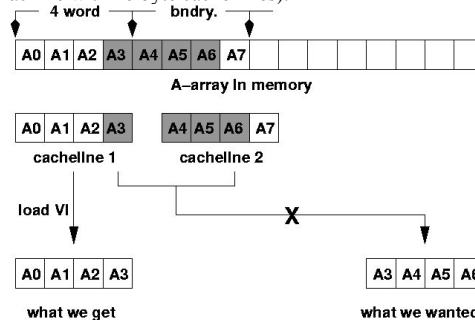 4 word bndry.
A0 A1 A2 A3 A4 A5 A6 A7
A–array In memory
A0 A1 A2 A3 A4 A5 A6 A7
cachelIne 1 cachelIne 2
load VI
X
A0 A1 A2 A3 A3 A4 A5 A6
what we get what we wanted